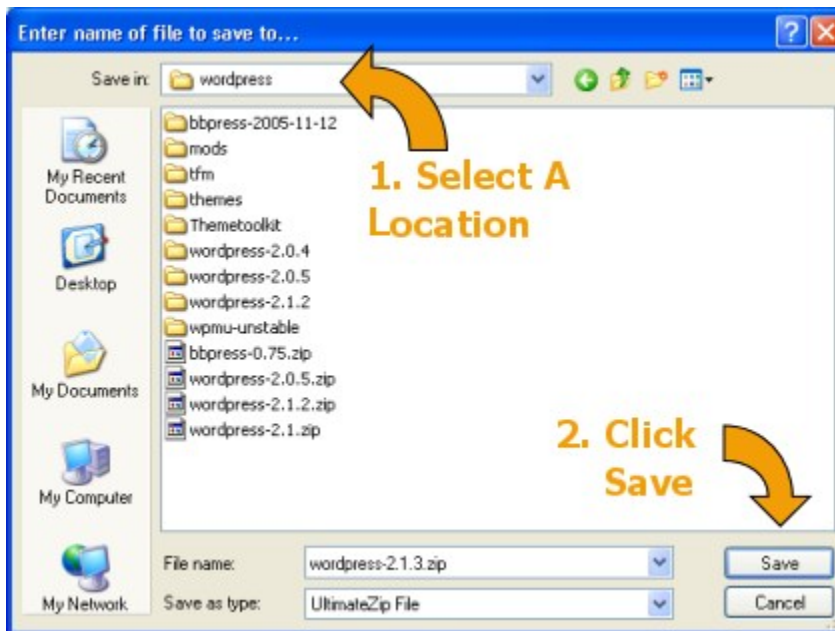 Enter name of file to save to...
Save in:
wordpress
bbpress-2005-11-12
mods
tfm
themes
Themetoolkit
wordpress-2.0.4
wordpress-2.0.5
wordpress-2.1.2
wpmu-unstable
bbpress-0.75.zip
wordpress-2.0.5.zip
wordpress-2.1.2.zip
wordpress-2.1.zip
My Recent
Documents
Desktop
My Documents
My Computer
My Network
1. Select A
Location
2. Click
Save
File name:
wordpress-2.1.3.zip
Save
Save as type:
UltimateZip File
Cancel